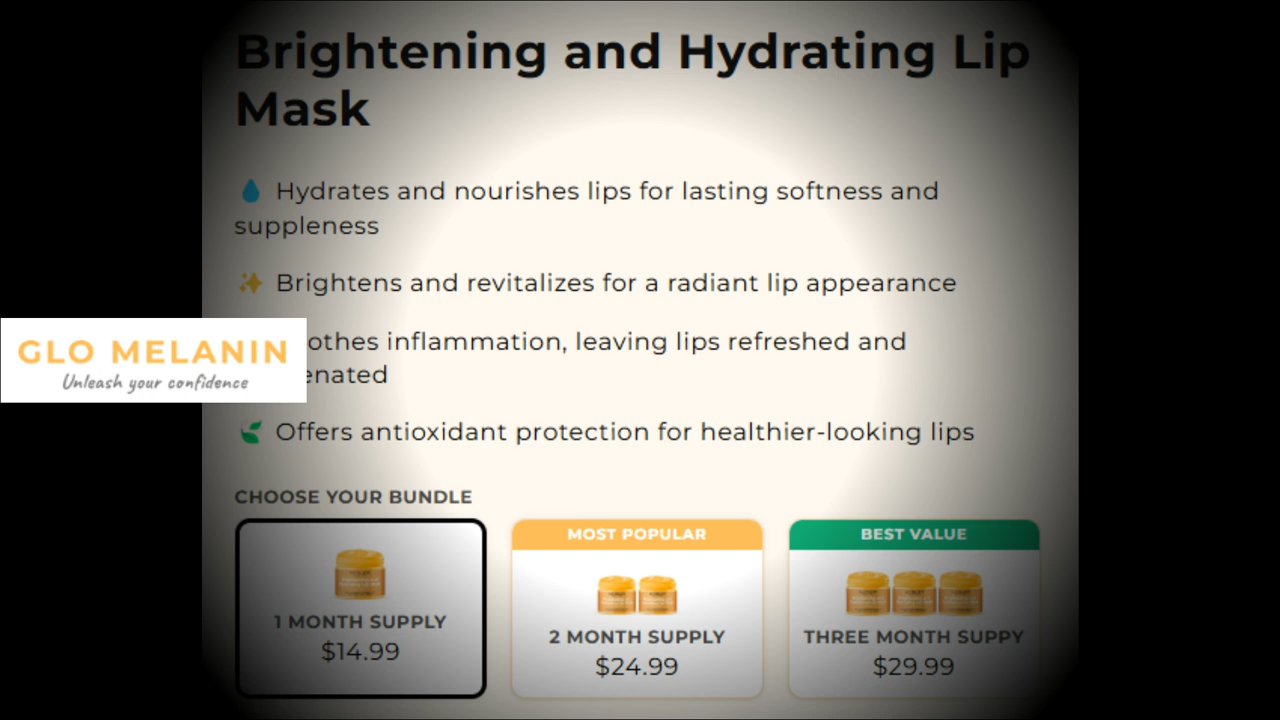 Brightening and Hydrating Lip
Mask
Hydrates and nourishes lips for lasting softness and
suppleness
Brightens and revitalizes for a radiant lip appearance
GLO MELANIN
Unleash your confidence
othes inflammation, leaving lips refreshed and
enated
Offers antioxidant protection for healthier-looking lips
CHOOSE YOUR BUNDLE
1 MONTH SUPPLY
$14.99
MOST POPULAR
2 MONTH SUPPLY
$24.99
BEST VALUE
THREE MONTH SUPPY
$29.99